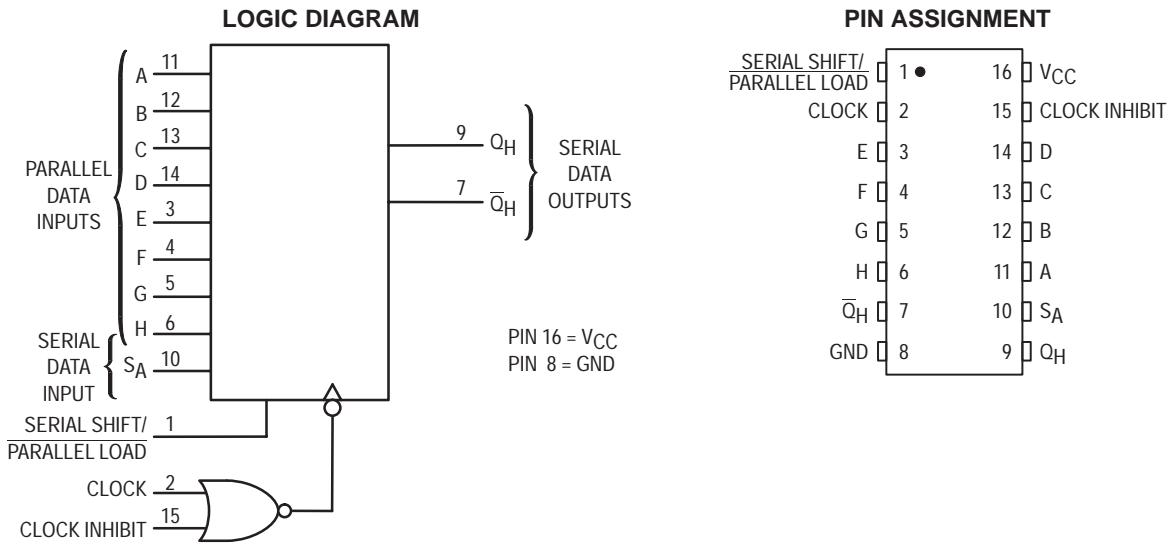 LOGIC DIAGRAM
PARALLEL
DATA
INPUTS
A 11
B 12
C 13
D 14
E 3
F 4
G 5
H 6
SERIAL
DATA
INPUT
SA 10
SERIAL SHIFT/
PARALLEL LOAD
1
CLOCK 2
CLOCK INHIBIT 15
9 QH
7 Q̅H
SERIAL
DATA
OUTPUTS
PIN 16 = VCC
PIN 8 = GND
PIN ASSIGNMENT
SERIAL SHIFT/
PARALLEL LOAD
1 16 VCC
CLOCK 2 15 CLOCK INHIBIT
E 3 14 D
F 4 13 C
G 5 12 B
H 6 11 A
Q̅H 7 10 SA
GND 8 9 QH